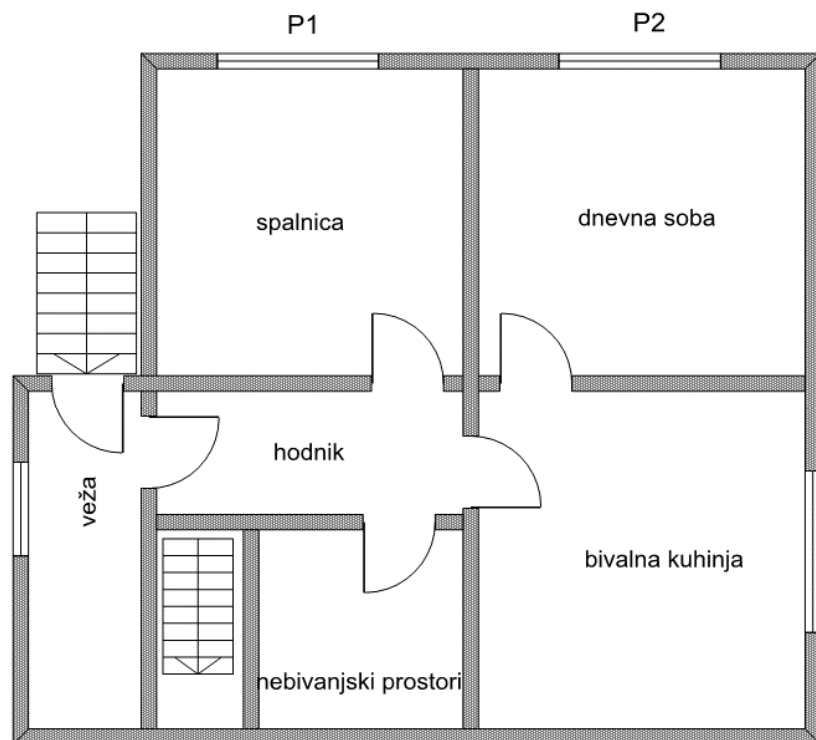 P1
P2
spalnica
dnevna soba
hodnik
veža
bivalna kuhinja
nebivanjski prostori